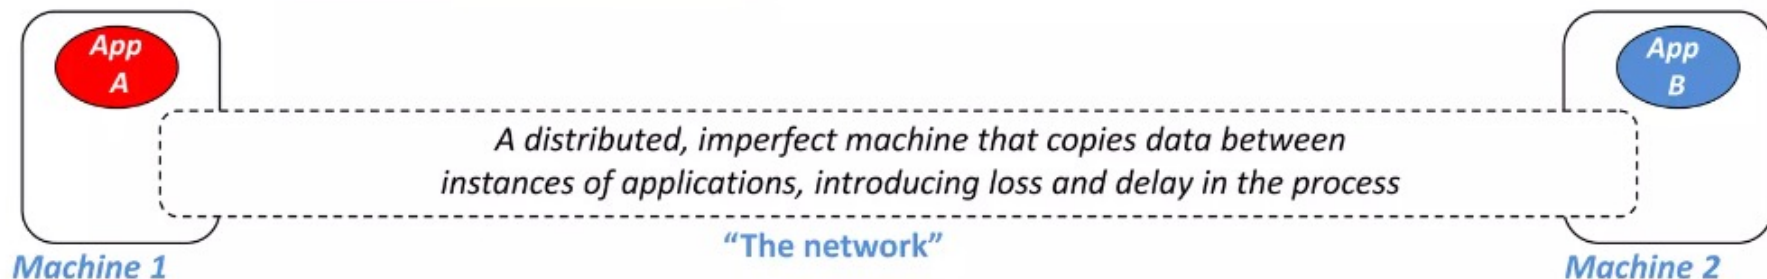 App
A
App
B
A distributed, imperfect machine that copies data between
instances of applications, introducing loss and delay in the process
“The network”
Machine 1
Machine 2